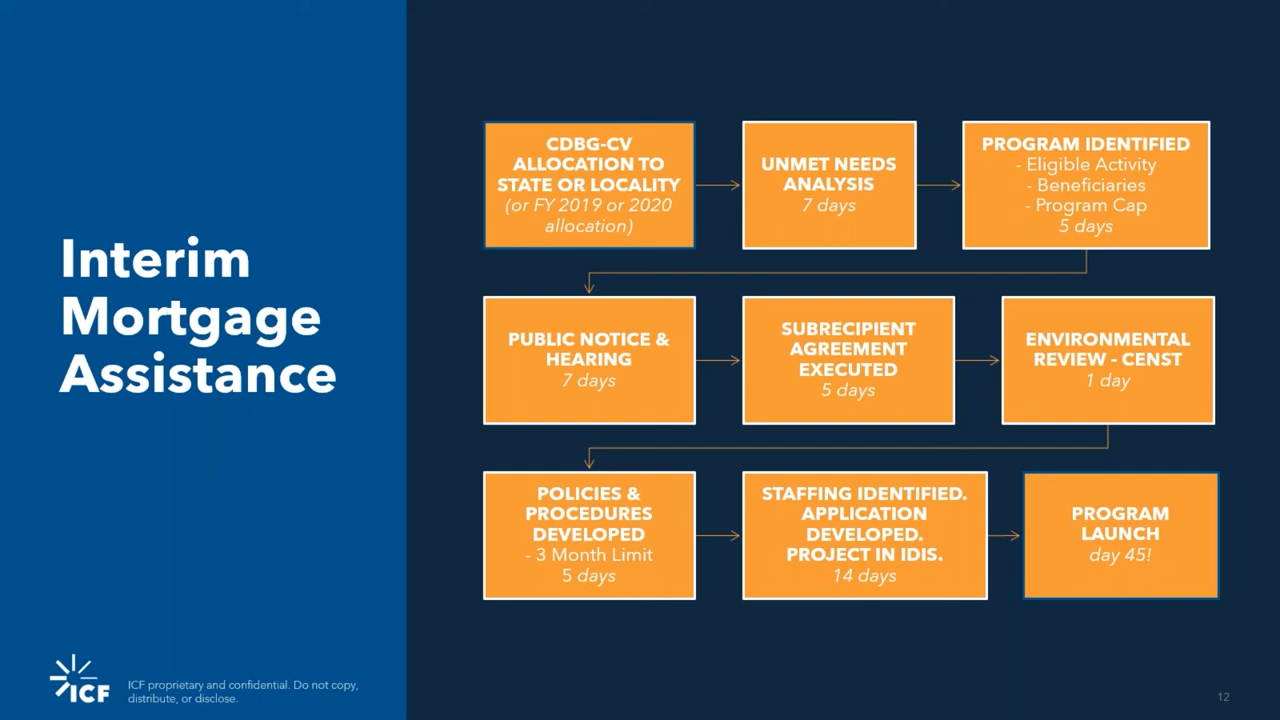 Interim
Mortgage
Assistance
CDBG-CV
ALLOCATION TO
STATE OR LOCALITY
(or FY 2019 or 2020
allocation)
UNMET NEEDS
ANALYSIS
7 days
PROGRAM IDENTIFIED
- Eligible Activity
- Beneficiaries
- Program Cap
5 days
PUBLIC NOTICE &
HEARING
7 days
SUBRECIPIENT
AGREEMENT
EXECUTED
5 days
ENVIRONMENTAL
REVIEW - CENST
1 day
POLICIES &
PROCEDURES
DEVELOPED
- 3 Month Limit
5 days
STAFFING IDENTIFIED.
APPLICATION
DEVELOPED.
PROJECT IN IDIS.
14 days
PROGRAM
LAUNCH
day 45!
ICF
ICF proprietary and confidential. Do not copy,
distribute, or disclose.
12